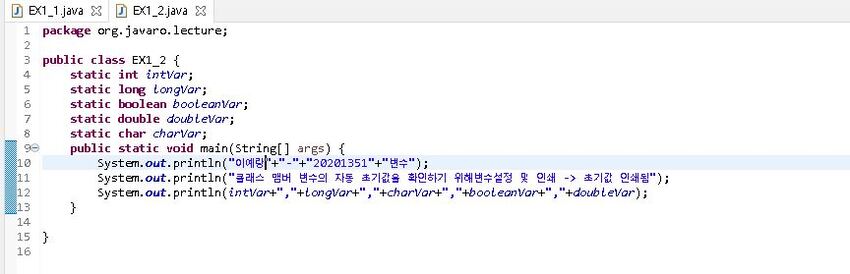 EX1_1.java EX1_2.java
1 package org.javaro.lecture;
2
3 public class EX1_2 {
4 static int intVar;
5 static long longVar;
6 static boolean booleanVar;
7 static double doubleVar;
8 static char charVar;
9 public static void main(String[] args) {
10 System.out.println("이예랑"+"-"+"20201351"+"변수");
11 System.out.println("클래스 멤버 변수의 자동 초기값을 확인하기 위해변수설정 및 인쇄 -> 초기값 인쇄됨");
12 System.out.println(intVar+","+longVar+","+charVar+","+booleanVar+","+doubleVar);
13 }
14
15 }
16